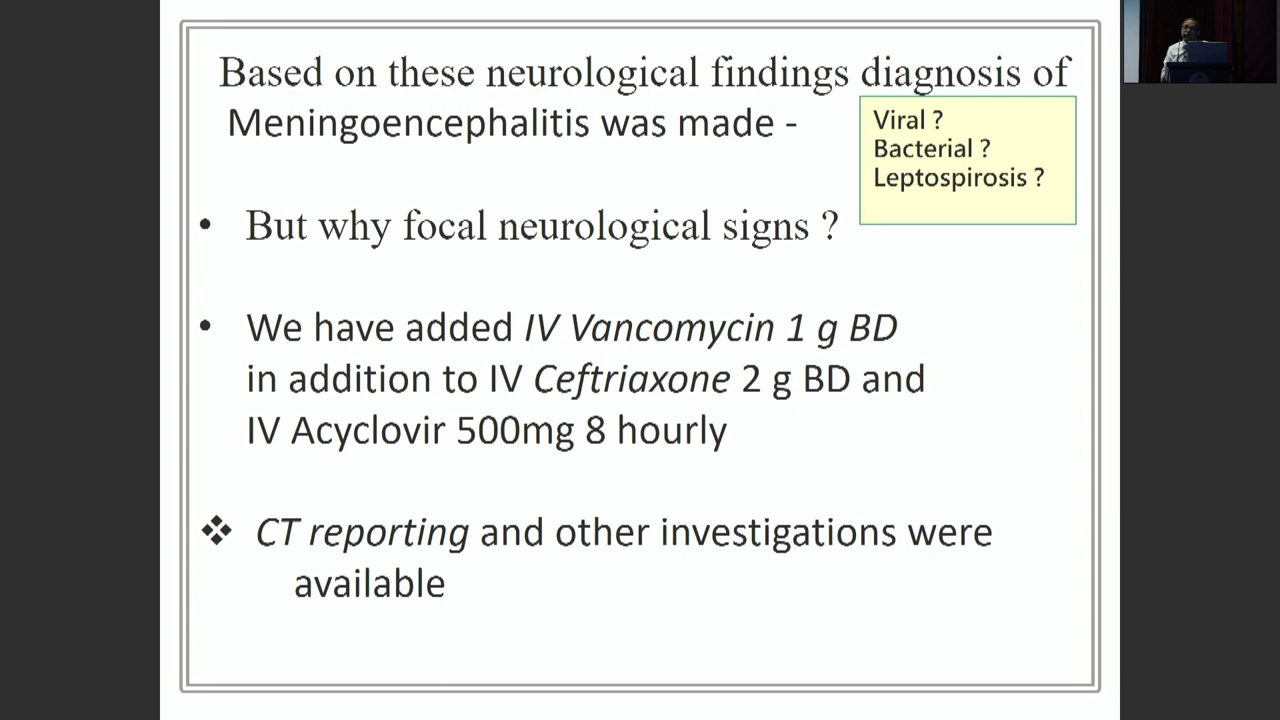 Based on these neurological findings diagnosis of
Meningoencephalitis was made -
Viral ?
Bacterial ?
Leptospirosis ?
• But why focal neurological signs ?
• We have added IV Vancomycin 1 g BD
in addition to IV Ceftriaxone 2 g BD and
IV Acyclovir 500mg 8 hourly
❖ CT reporting and other investigations were
available